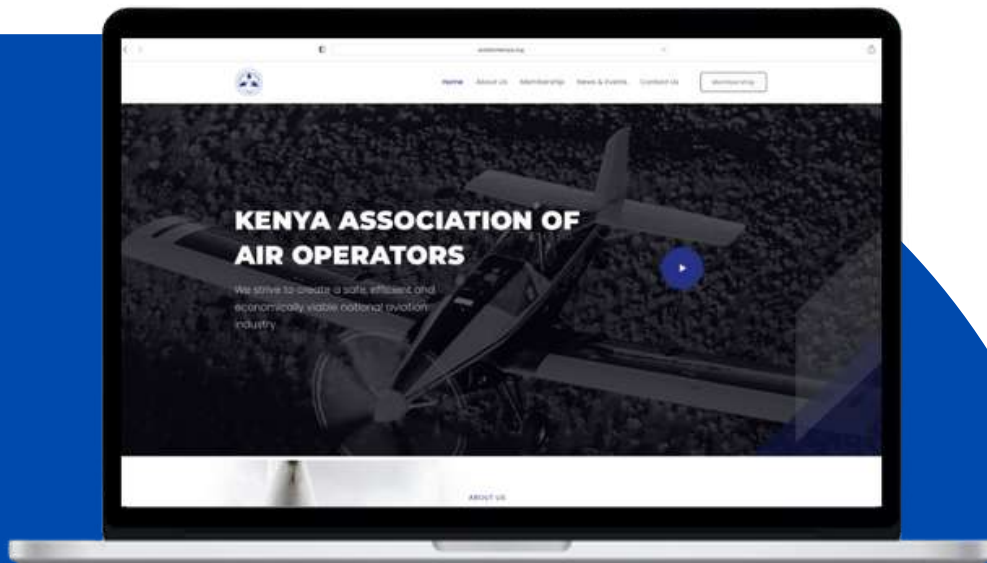 Home About Us Membership News & Events Contact Us Membership
KENYA ASSOCIATION OF
AIR OPERATORS
We strive to create a safe, efficient and
economically viable national aviation
industry
ABOUT US